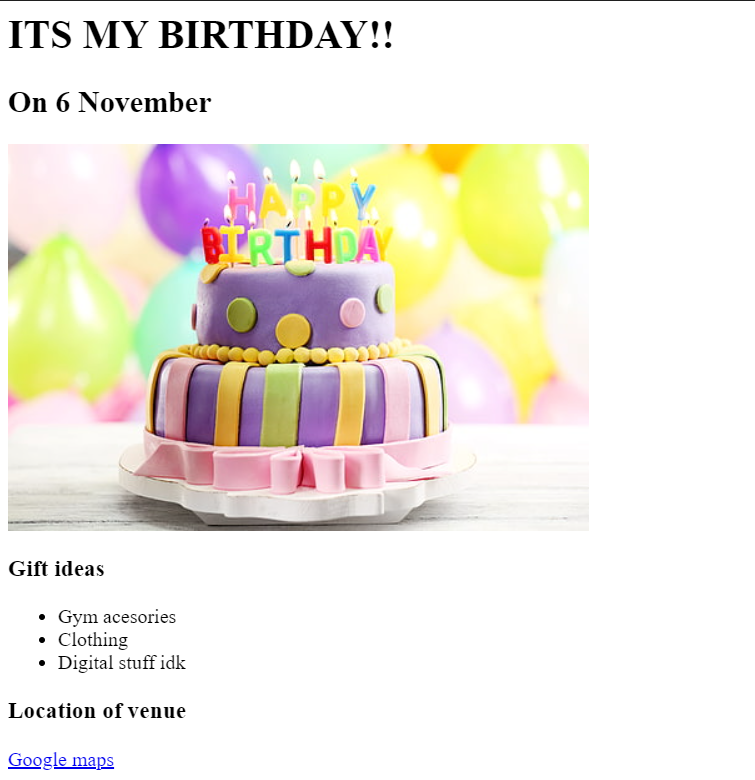 ITS MY BIRTHDAY!!
On 6 November
HAPPY
BIRTHDAY
Gift ideas
Gym acesories
Clothing
Digital stuff idk
Location of venue
Google maps